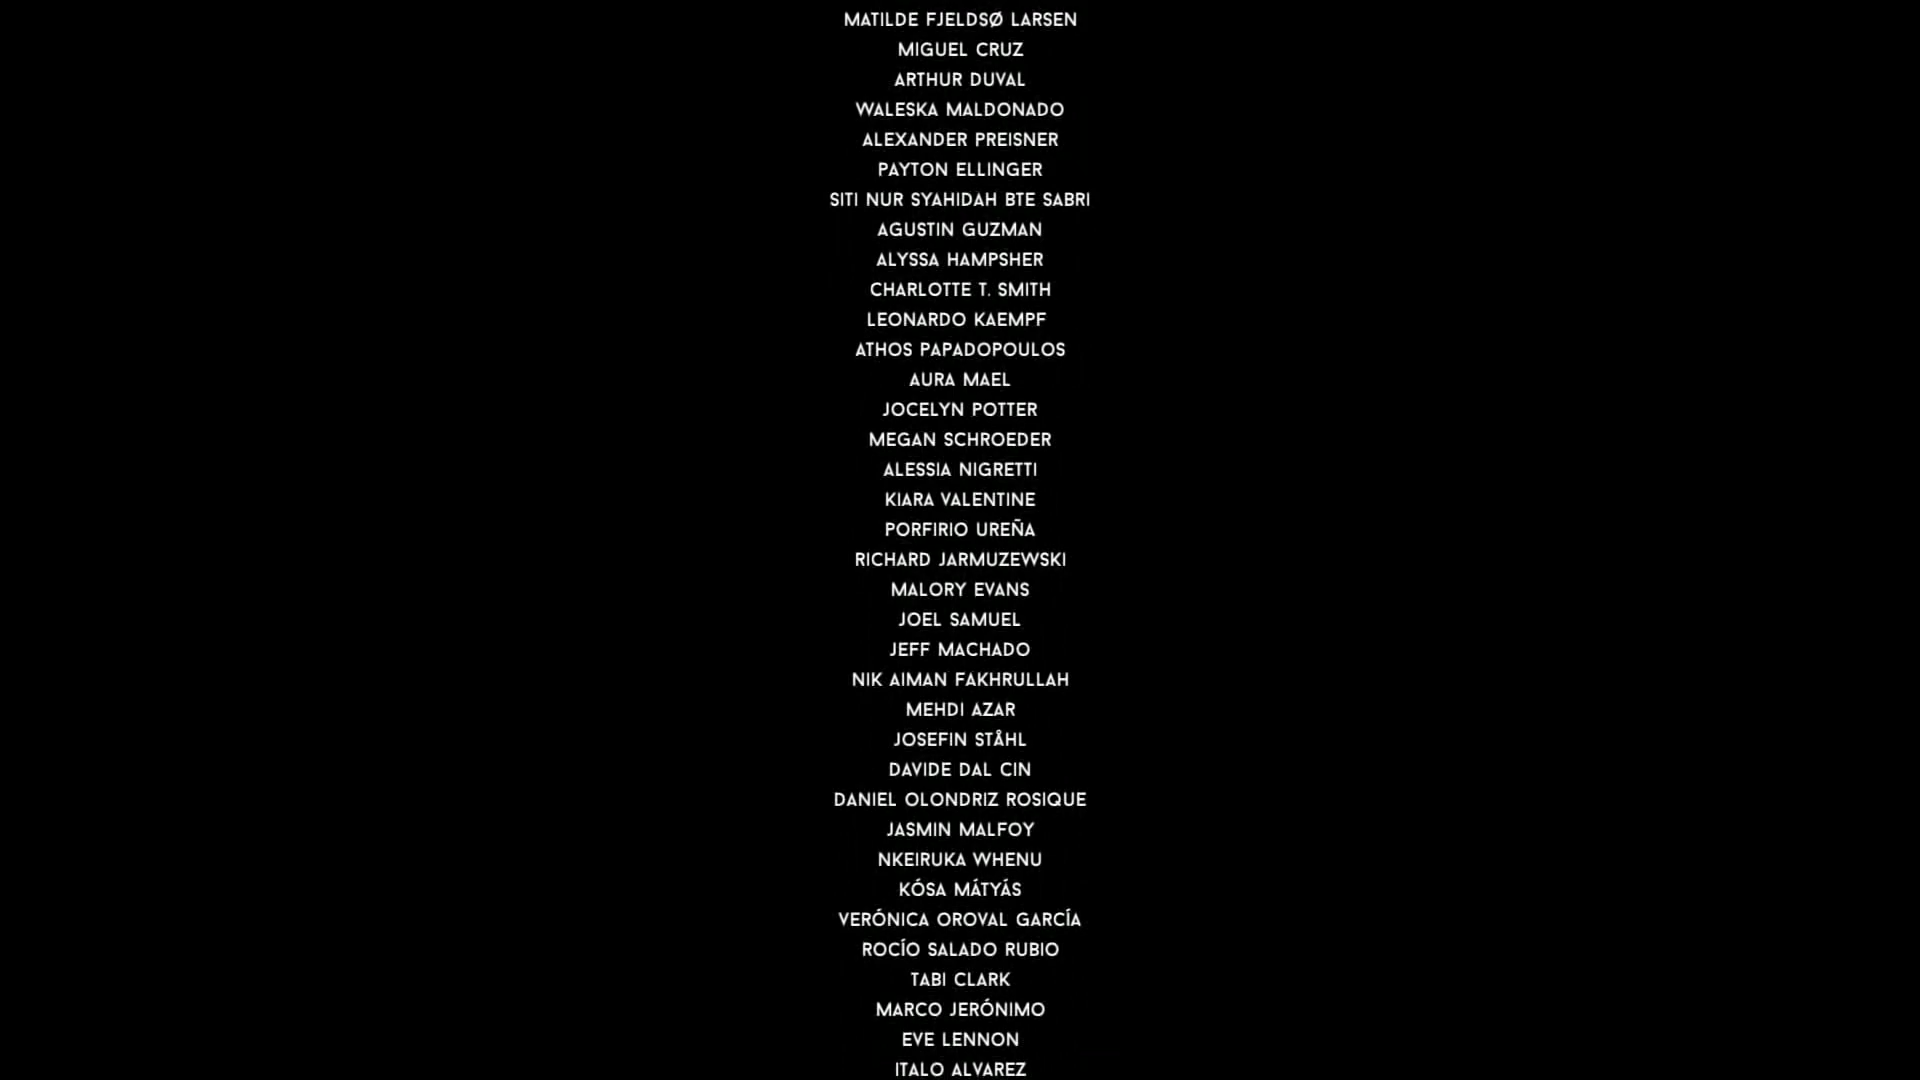 MATILDE FJELDSØ LARSEN
MIGUEL CRUZ
ARTHUR DUVAL
WALESKA MALDONADO
ALEXANDER PREISNER
PAYTON ELLINGER
SITI NUR SYAHIDAH BTE SABRI
AGUSTIN GUZMAN
ALYSSA HAMPSHER
CHARLOTTE T. SMITH
LEONARDO KAEMPF
ATHOS PAPADOPOULOS
AURA MAEL
JOCELYN POTTER
MEGAN SCHROEDER
ALESSIA NIGRETTI
KIARA VALENTINE
PORFIRIO UREÑA
RICHARD JARMUZEWSKI
MALORY EVANS
JOEL SAMUEL
JEFF MACHADO
NIK AIMAN FAKHRULLAH
MEHDI AZAR
JOSEFIN STÅHL
DAVIDE DAL CIN
DANIEL OLONDRIZ ROSIQUE
JASMIN MALFOY
NKEIRUKA WHENU
KÓSA MÁTYÁS
VERÓNICA OROVAL GARCÍA
ROCÍO SALADO RUBIO
TABI CLARK
MARCO JERÓNIMO
EVE LENNON
ITALO ALVAREZ